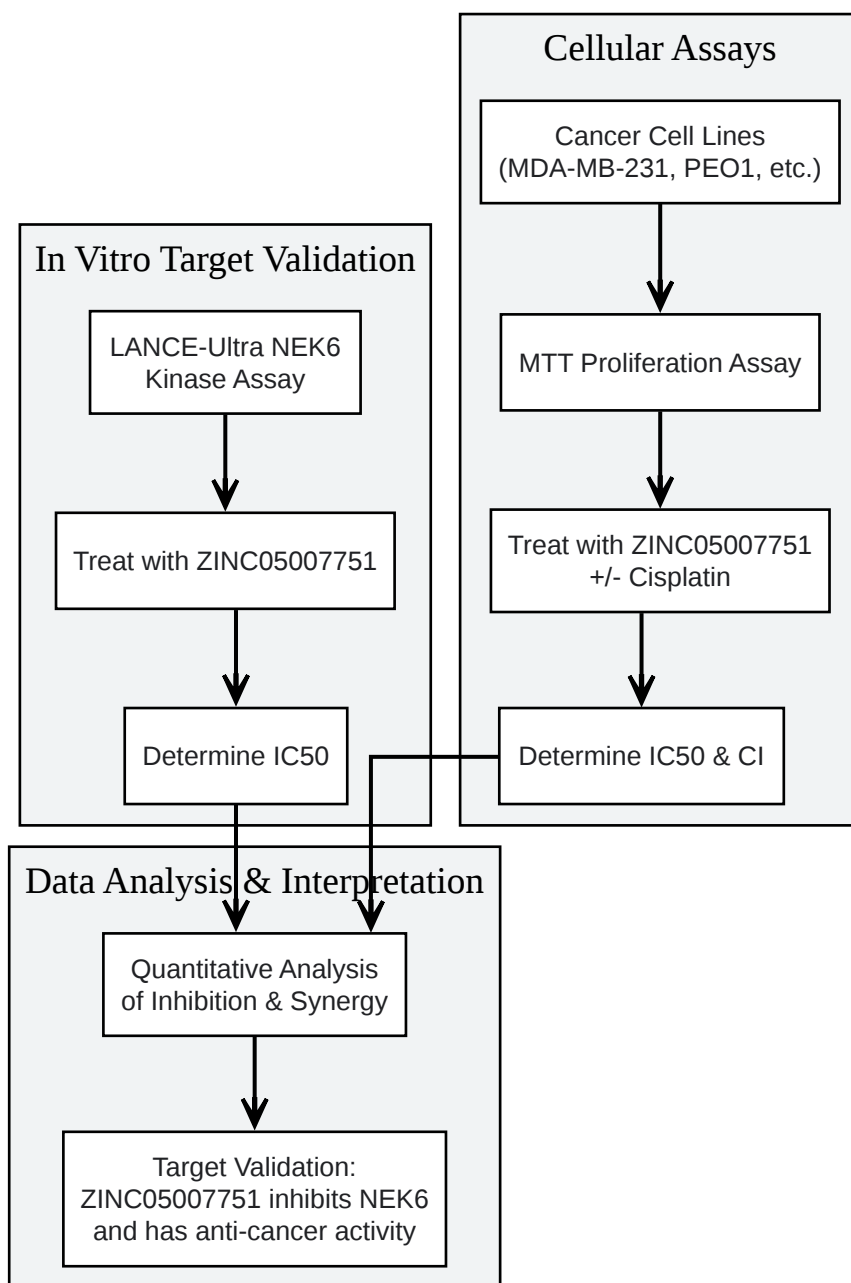 Cellular Assays
Cancer Cell Lines
(MDA-MB-231, PEO1, etc.)
MTT Proliferation Assay
Treat with ZINC05007751
+/- Cisplatin
Determine IC50 & CI
In Vitro Target Validation
LANCE-Ultra NEK6
Kinase Assay
Treat with ZINC05007751
Determine IC50
Data Analysis & Interpretation
Quantitative Analysis
of Inhibition & Synergy
Target Validation:
ZINC05007751 inhibits NEK6
and has anti-cancer activity